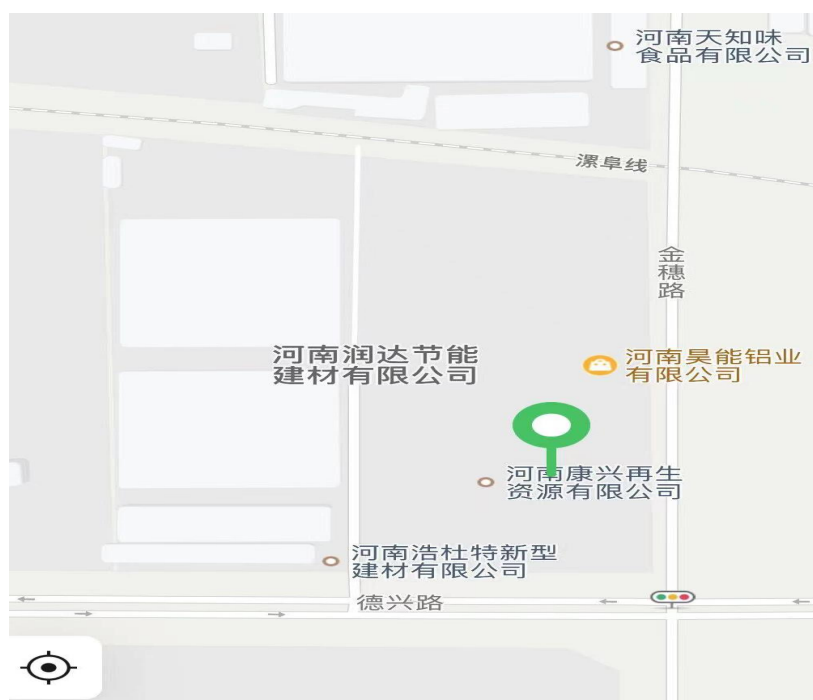 河南天知味
食品有限公司
漯阜线
金穗路
河南润达节能
建材有限公司
河南昊能铝业
有限公司
河南康兴再生
资源有限公司
河南浩杜特新型
建材有限公司
德兴路